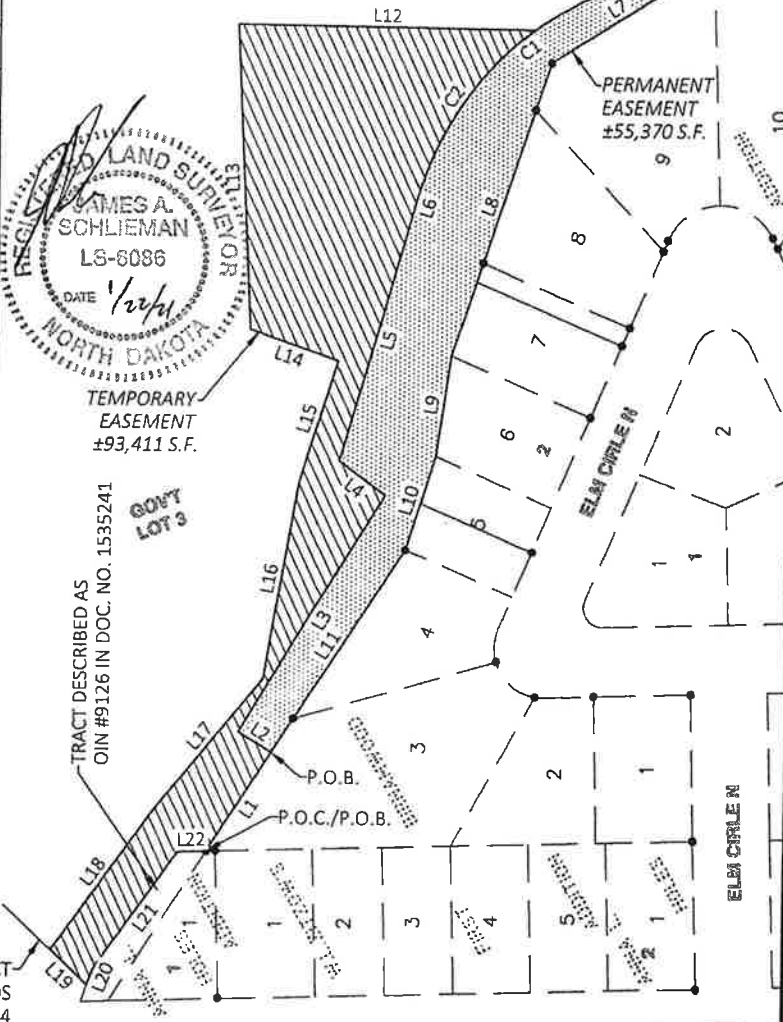 L12
L7
C1
C2
PERMANENT
EASEMENT
±55,370 S.F.
REGISTERED LAND SURVEYOR
JAMES A.
SCHLIEMAN
LS-6086
DATE 1/22/21
NORTH DAKOTA
L13
L6
L8
9
10
8
L14
L5
7
TEMPORARY
EASEMENT
±93,411 S.F.
L15
L9
6
2
ELM CIRLE N
2
L4
GOVT
LOT 3
L10
5
1
1
TRACT DESCRIBED AS
OIN #9126 IN DOC. NO. 1535241
L16
L3
L11
4
L17
L2
3
P.O.B.
L1
P.O.C./P.O.B.
2
1
L22
L18
L21
1
1
2
3
4
5
1
ADDITION
2
1
ELM CIRLE N
L19
L20
4